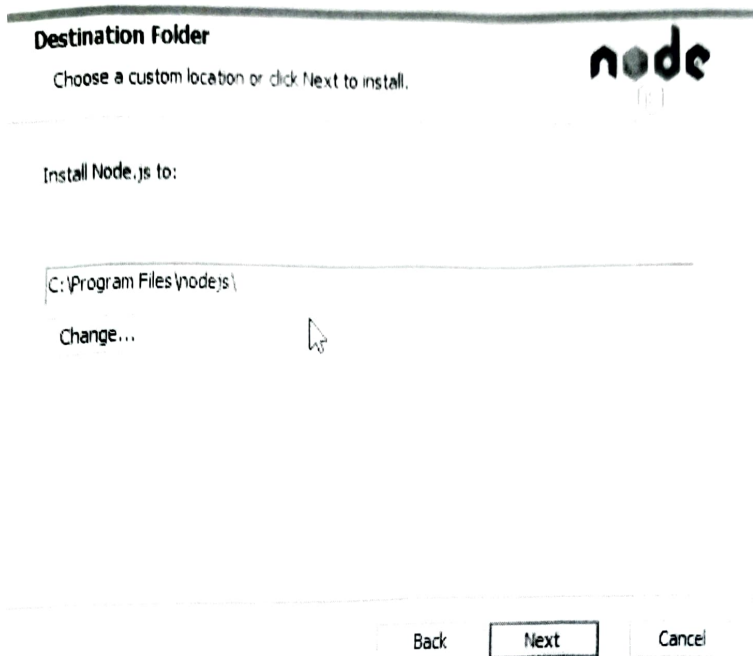 Destination Folder
node
Choose a custom location or click Next to install.
Install Node.js to:
C:\Program Files\nodejs\
Change...
Back Next Cancel